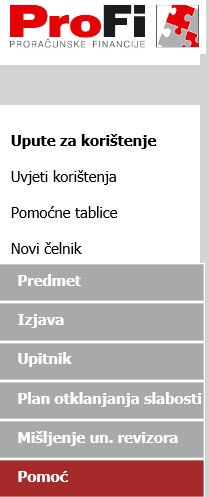 ProFi
PRORAČUNSKE FINANCIJE
Upute za korištenje
Uvjeti korištenja
Pomoćne tablice
Novi čelnik
Predmet
Izjava
Upitnik
Plan otklanjanja slabosti
Mišljenje un. revizora
Pomoć